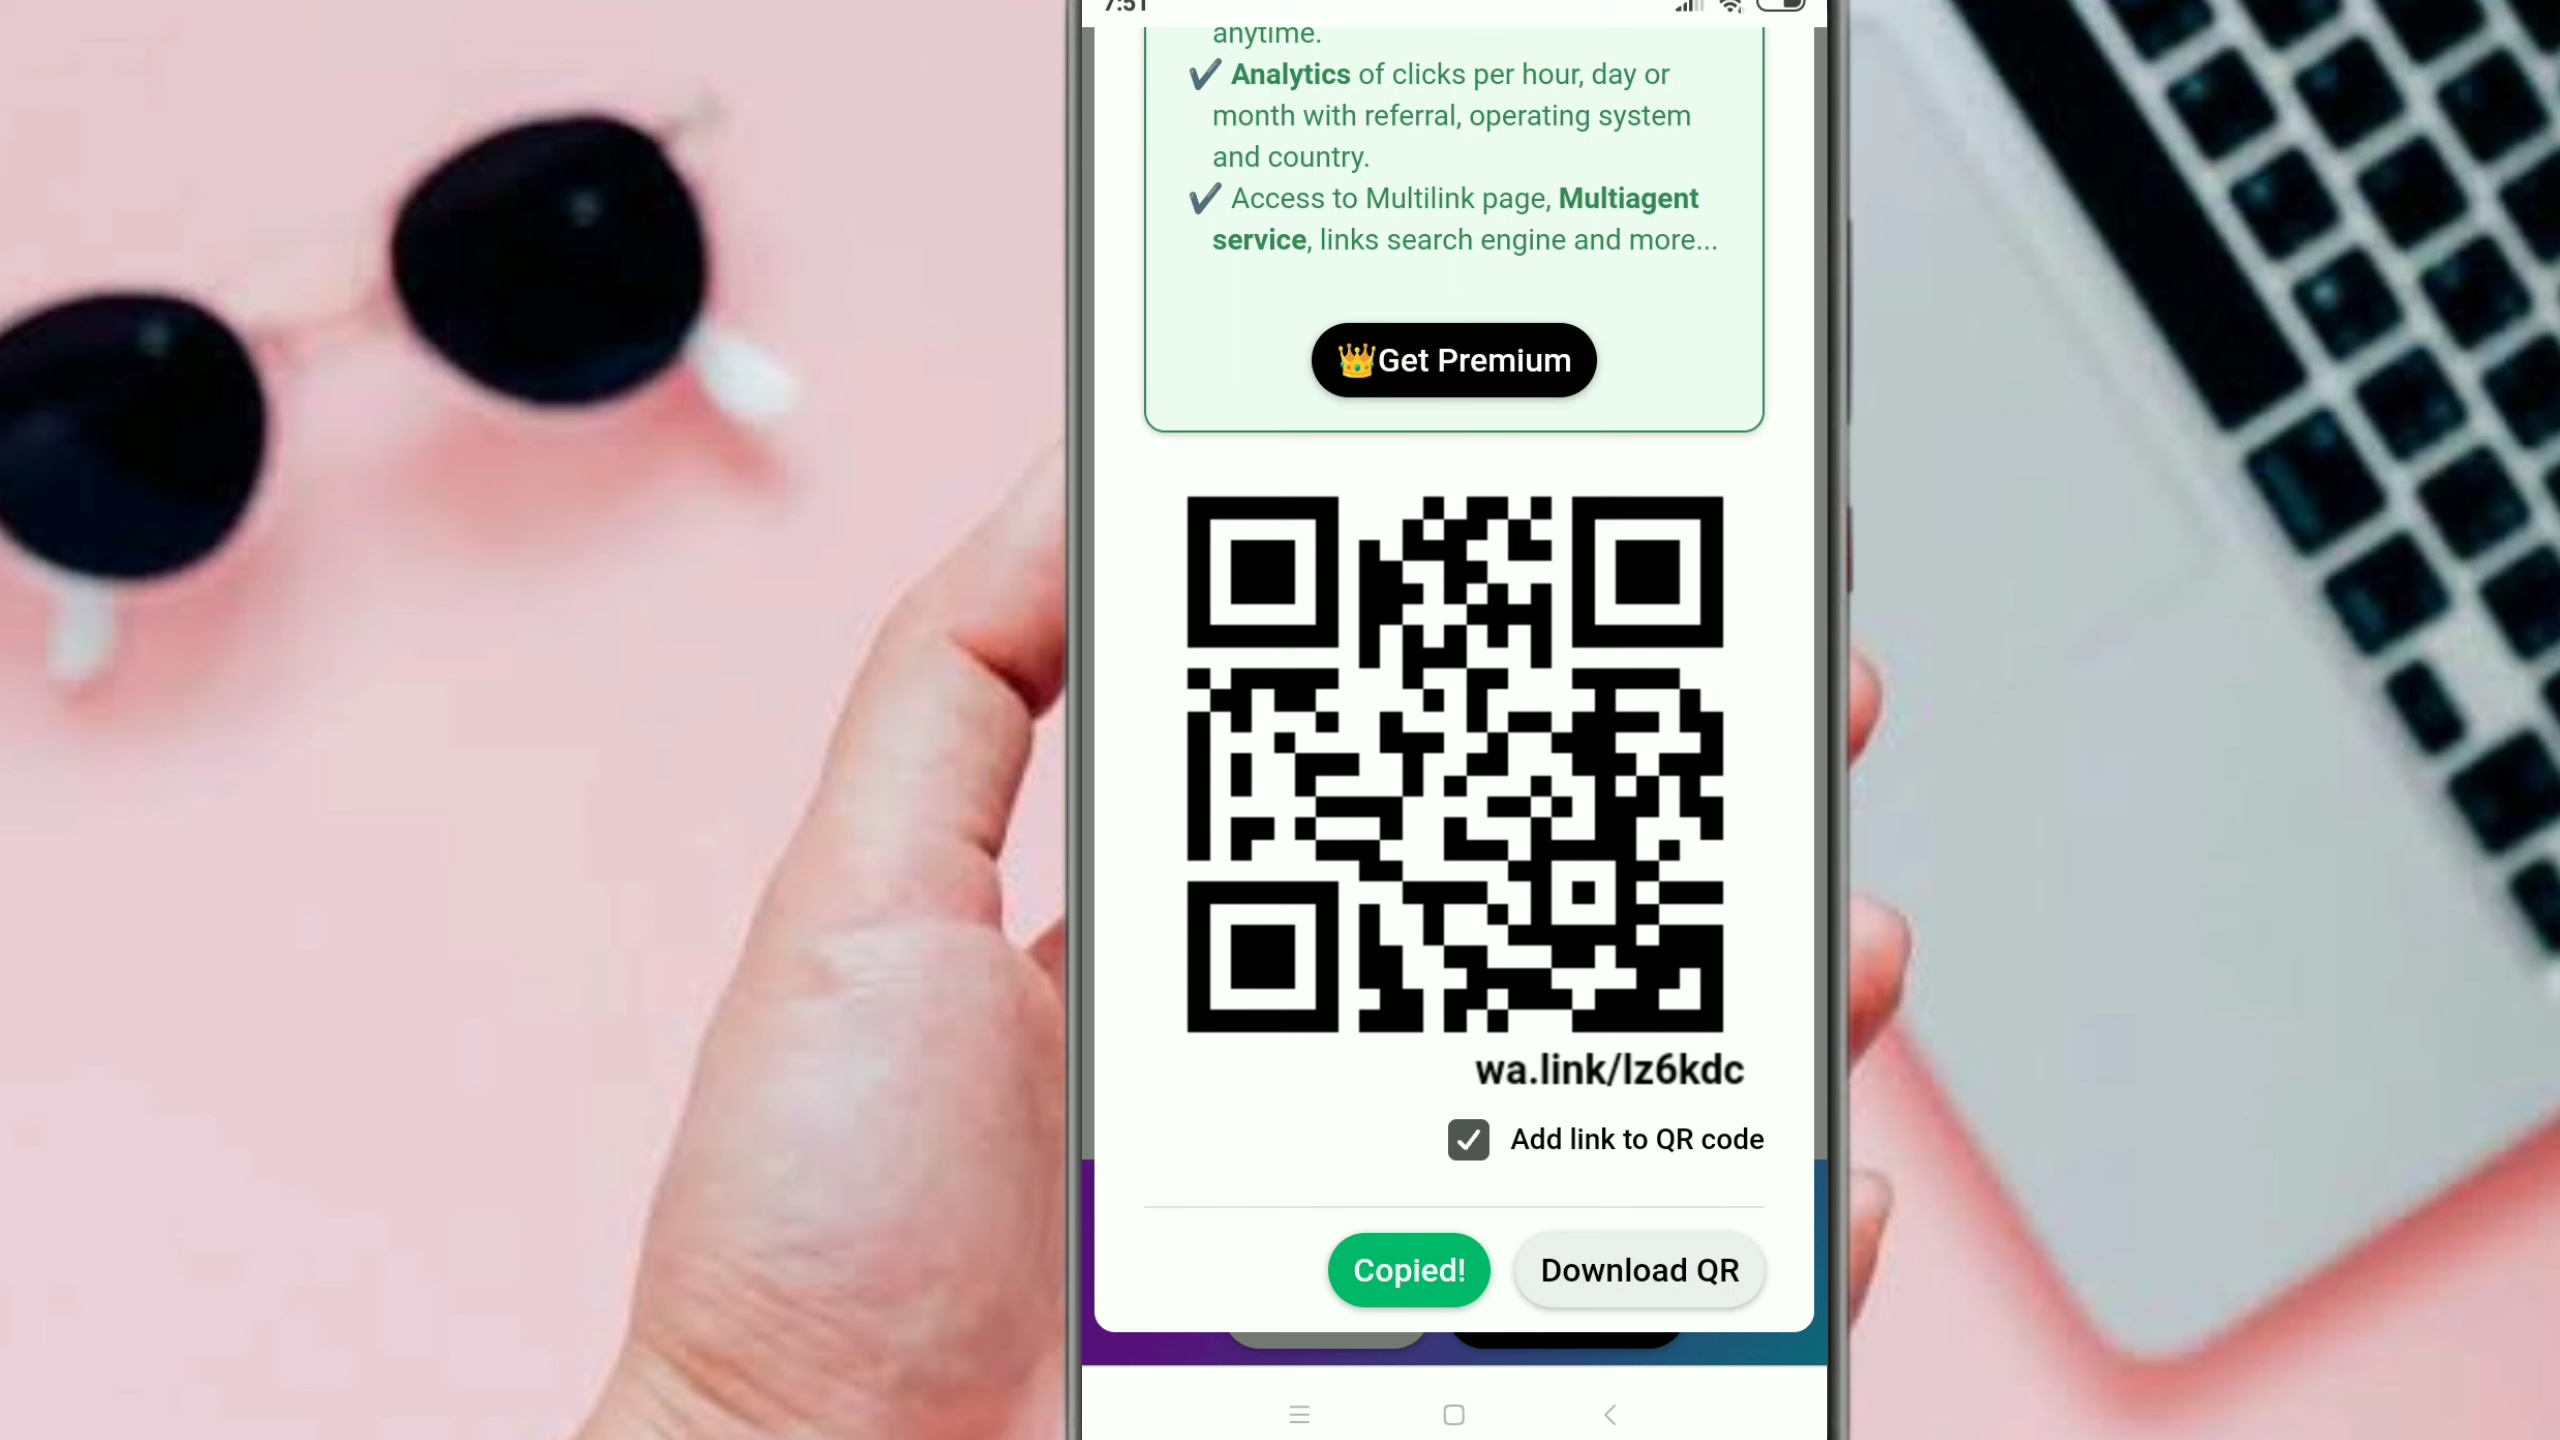 7:51
anytime.
✔ Analytics of clicks per hour, day or
month with referral, operating system
and country.
✔ Access to Multilink page, Multiagent
service, links search engine and more...
👑Get Premium
wa.link/lz6kdc
Add link to QR code
Copied!
Download QR